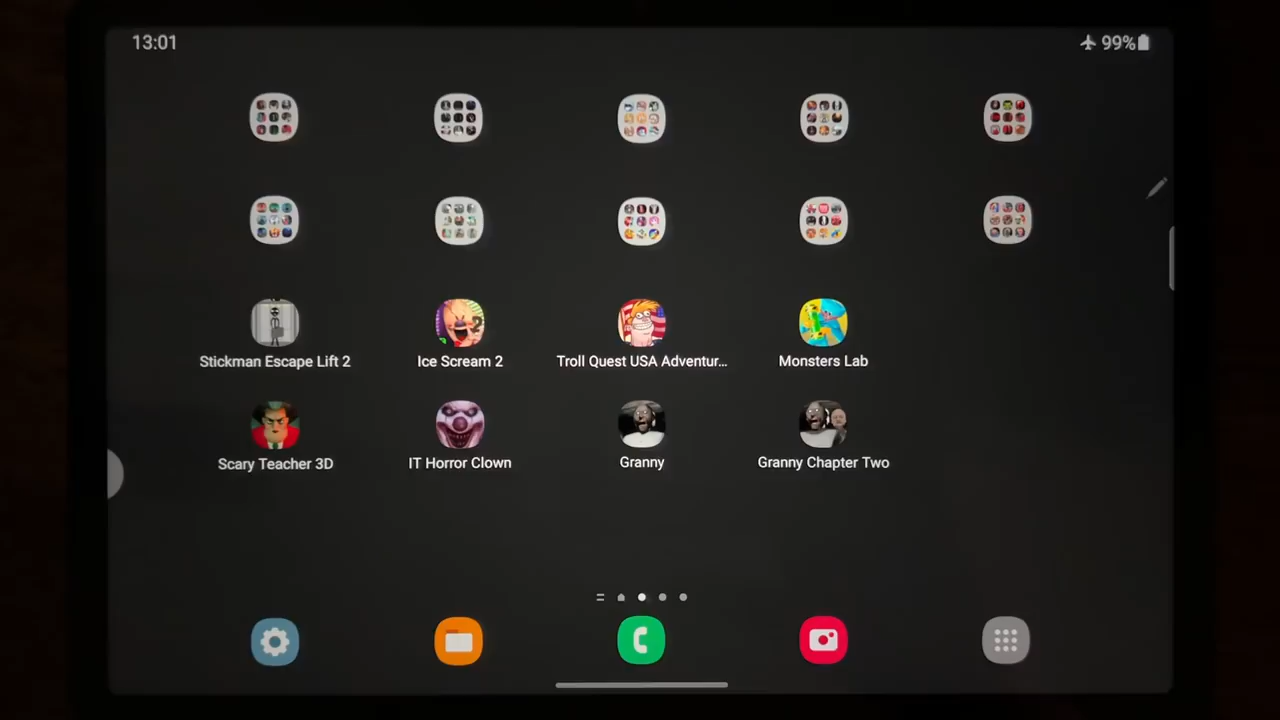 13:01
99%
Stickman Escape Lift 2
Ice Scream 2
Troll Quest USA Adventur...
Monsters Lab
Scary Teacher 3D
IT Horror Clown
Granny
Granny Chapter Two